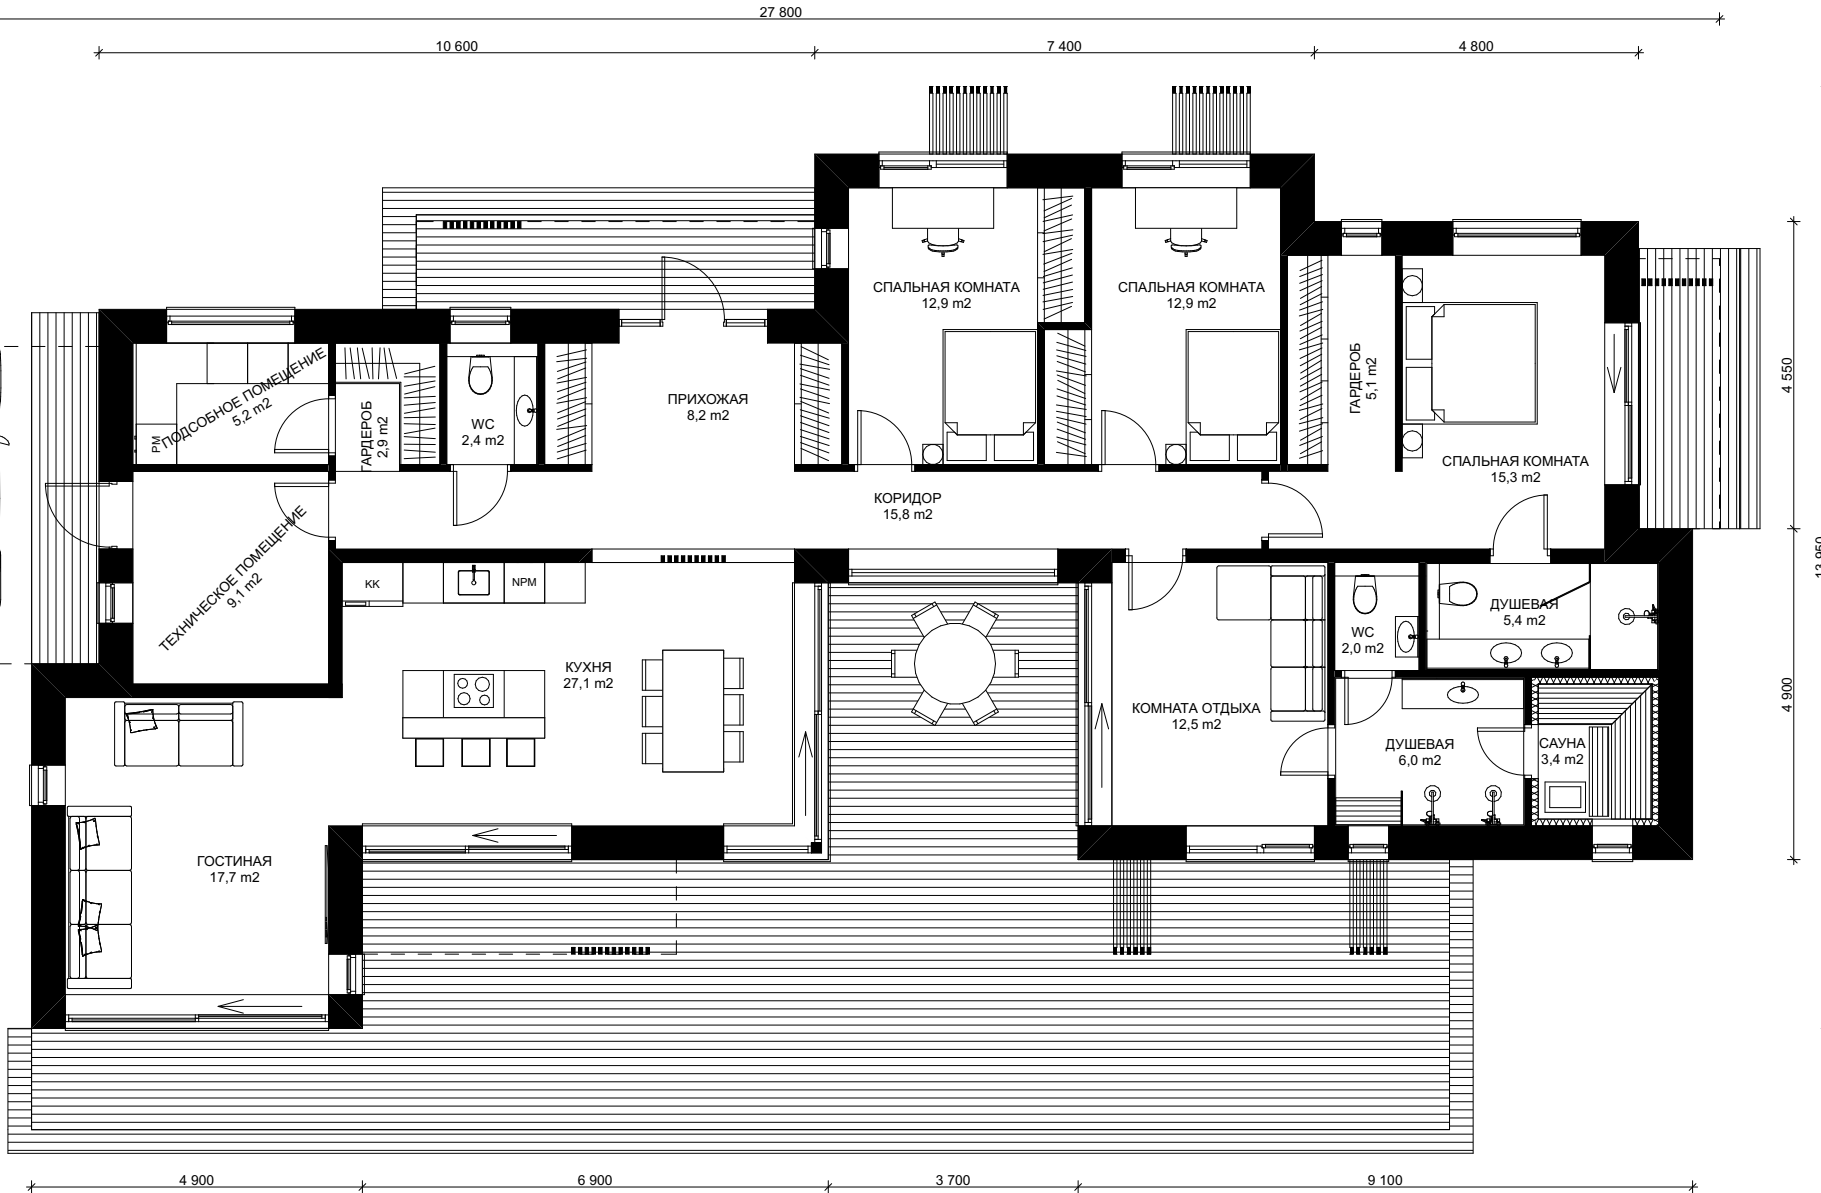 27 800
10 600
7 400
4 800
СПАЛЬНАЯ КОМНАТА
12,9 m2
СПАЛЬНАЯ КОМНАТА
12,9 m2
ГАРДЕРОБ
5,1 m2
СПАЛЬНАЯ КОМНАТА
15,3 m2
4 550
ПОДСОБНОЕ ПОМЕЩЕНИЕ
5,2 m2
PM
ГАРДЕРОБ
2,9 m2
WC
2,4 m2
ПРИХОЖАЯ
8,2 m2
КОРИДОР
15,8 m2
ТЕХНИЧЕСКОЕ ПОМЕЩЕНИЕ
9,1 m2
KK
NPM
КУХНЯ
27,1 m2
КОМНАТА ОТДЫХА
12,5 m2
WC
2,0 m2
ДУШЕВАЯ
5,4 m2
ДУШЕВАЯ
6,0 m2
САУНА
3,4 m2
4 900
13 950
ГОСТИНАЯ
17,7 m2
4 900
6 900
3 700
9 100